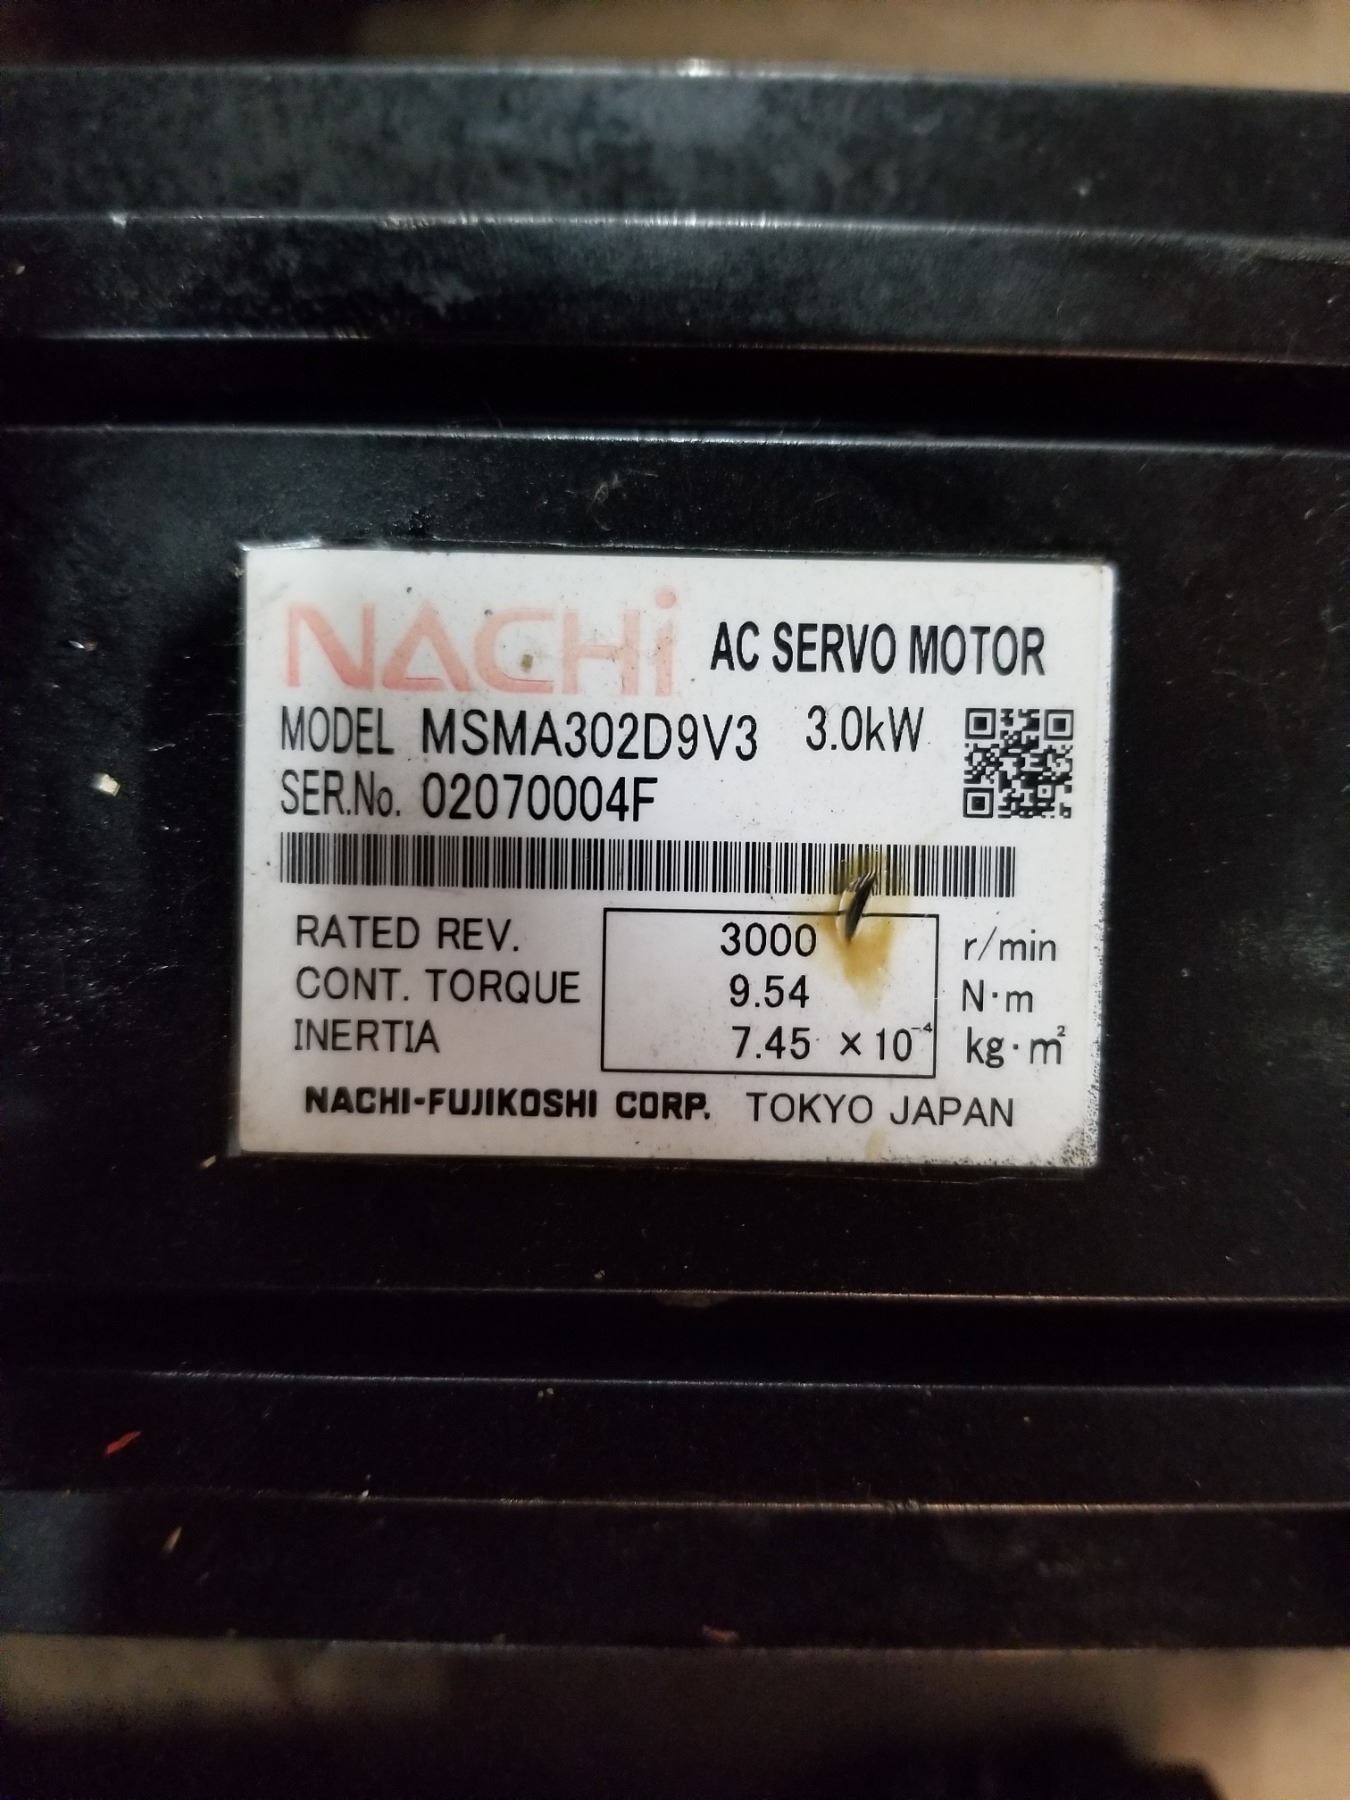 NACHi AC SERVO MOTOR
MODEL MSMA302D9V3 3.0kW
SER.No. 02070004F
RATED REV. 3000 r/min
CONT. TORQUE 9.54 N·m
INERTIA 7.45 ×10⁻⁴ kg·m²
NACHI-FUJIKOSHI CORP. TOKYO JAPAN